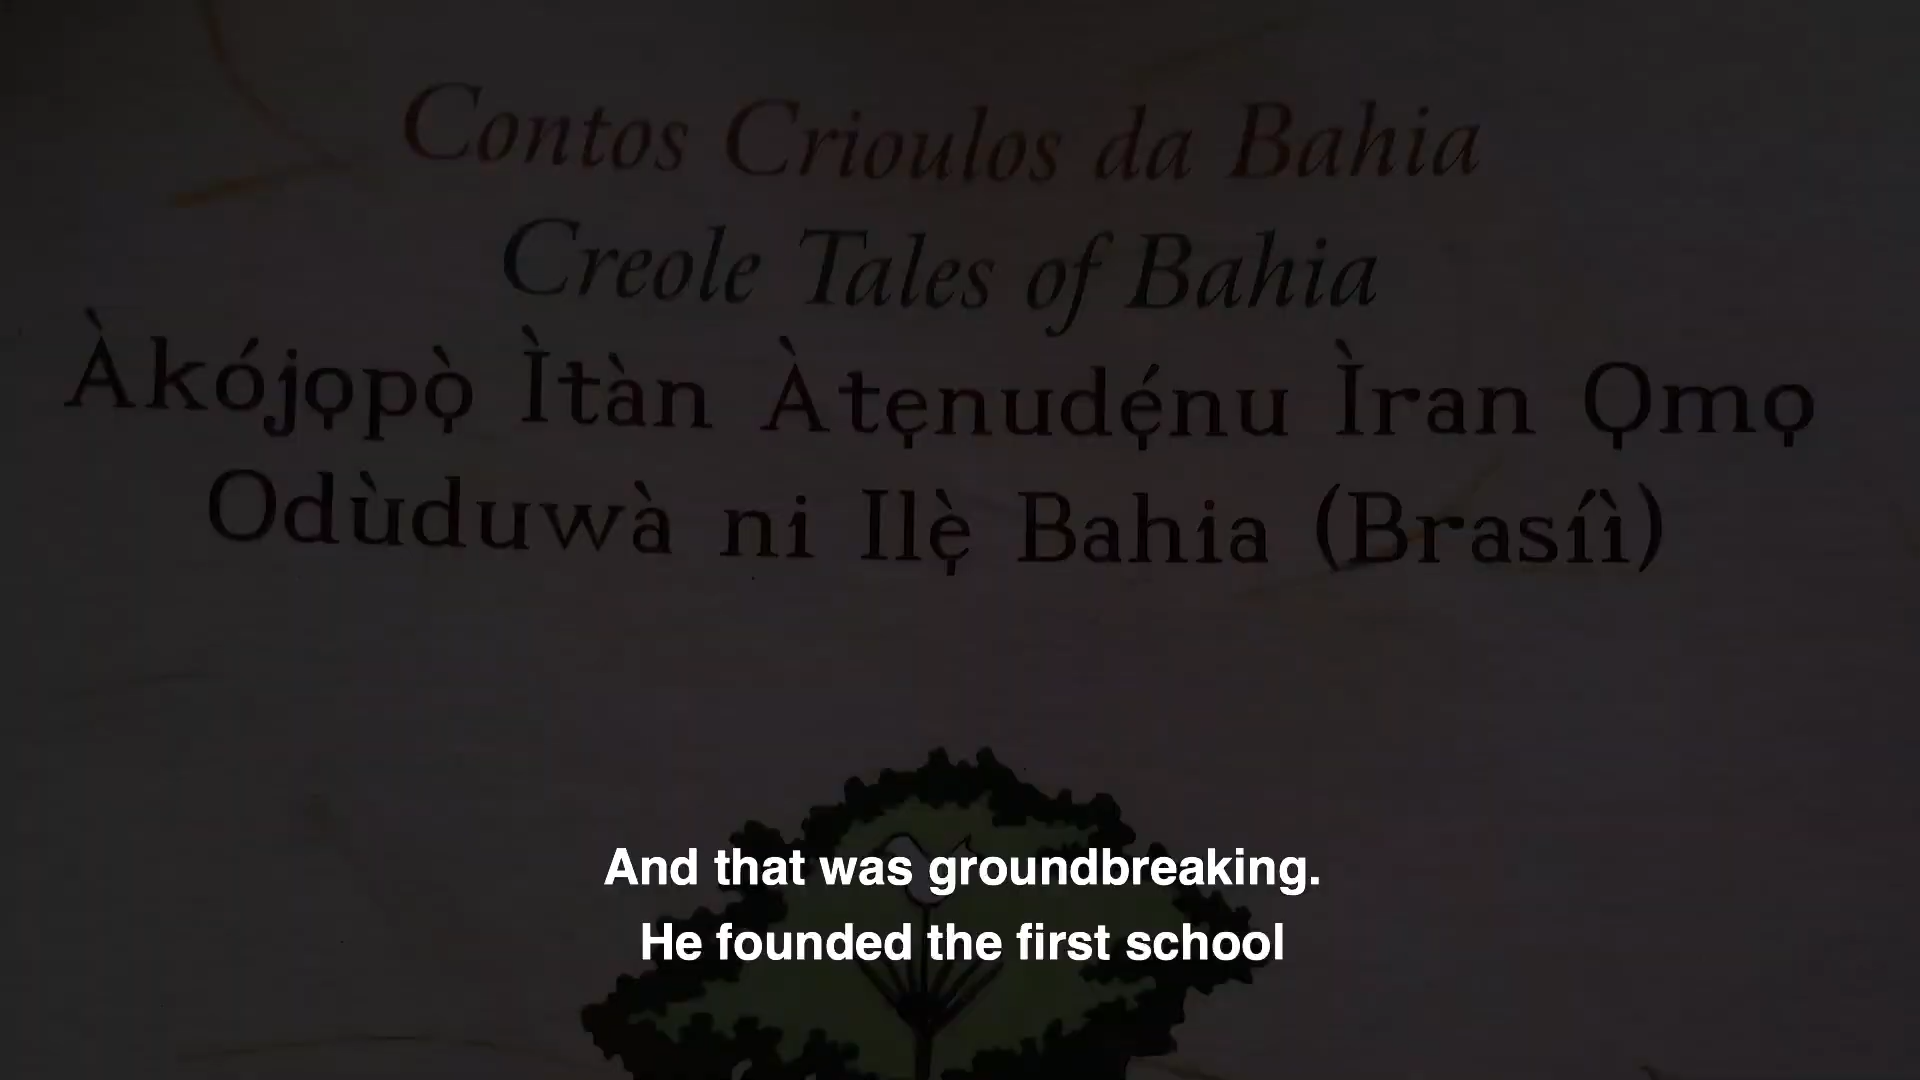 Contos Crioulos da Bahia
Creole Tales of Bahia
Àkójọpọ̀ Ìtàn Àtẹnudẹ́nu Ìran Ọmọ
Odùduwà ni Ilẹ̀ Bahia (Brasíì)
And that was groundbreaking.
He founded the first school